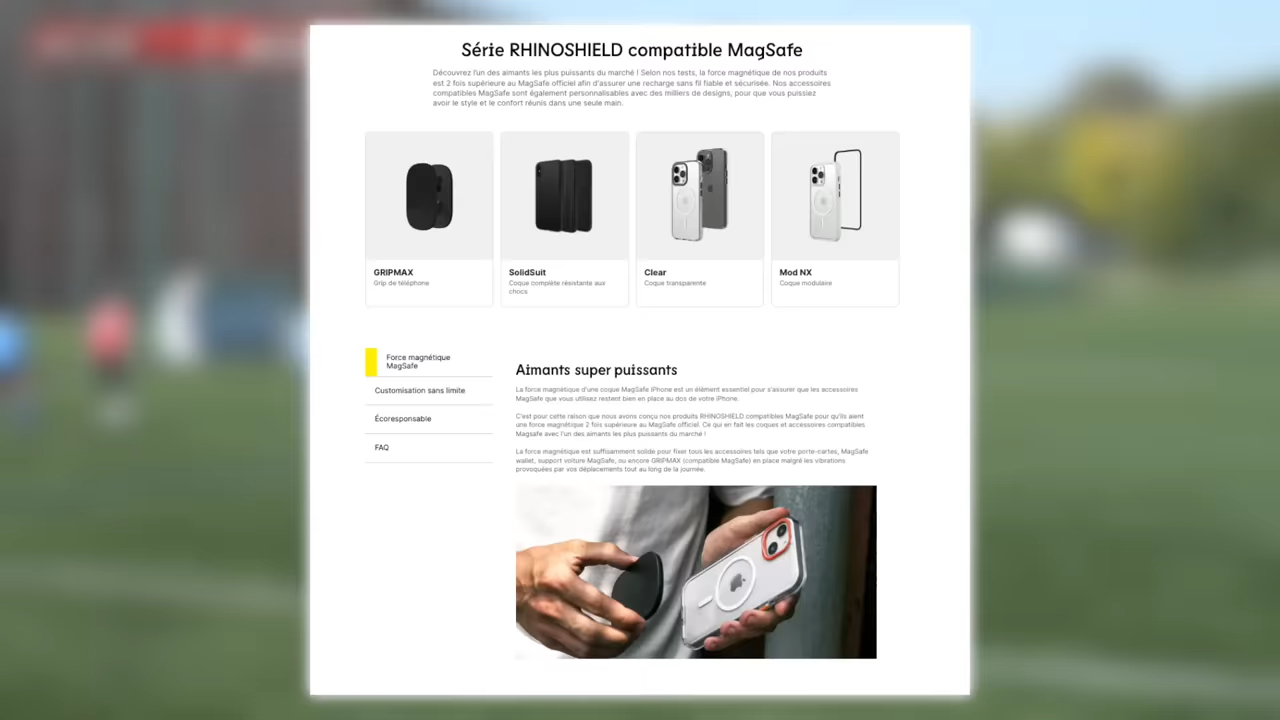 Série RHINOSHIELD compatible MagSafe
Découvrez l'un des aimants les plus puissants du marché ! Selon nos tests, la force magnétique de nos produits
est 2 fois supérieure au MagSafe officiel afin d'assurer une recharge sans fil fiable et sécurisée. Nos accessoires
compatibles MagSafe sont également personnalisables avec des milliers de designs, pour que vous puissiez
avoir le style et le confort réunis dans une seule main.
GRIPMAX
Grip de téléphone
SolidSuit
Coque complète résistante aux
chocs
Clear
Coque transparente
Mod NX
Coque modulaire
Force magnétique
MagSafe
Customisation sans limite
Écoresponsable
FAQ
Aimants super puissants
La force magnétique d'une coque MagSafe iPhone est un élément essentiel pour s'assurer que les accessoires
MagSafe que vous utilisez restent bien en place au dos de votre iPhone.
C'est pour cette raison que nous avons conçu nos produits RHINOSHIELD compatibles MagSafe pour qu'ils aient
une force magnétique 2 fois supérieure au MagSafe officiel. Ce qui en fait les coques et accessoires compatibles
Magsafe avec l'un des aimants les plus puissants du marché !
La force magnétique est suffisamment solide pour fixer tous les accessoires tels que votre porte-cartes, MagSafe
wallet, support voiture MagSafe, ou encore GRIPMAX (compatible MagSafe) en place malgré les vibrations
provoquées par vos déplacements tout au long de la journée.